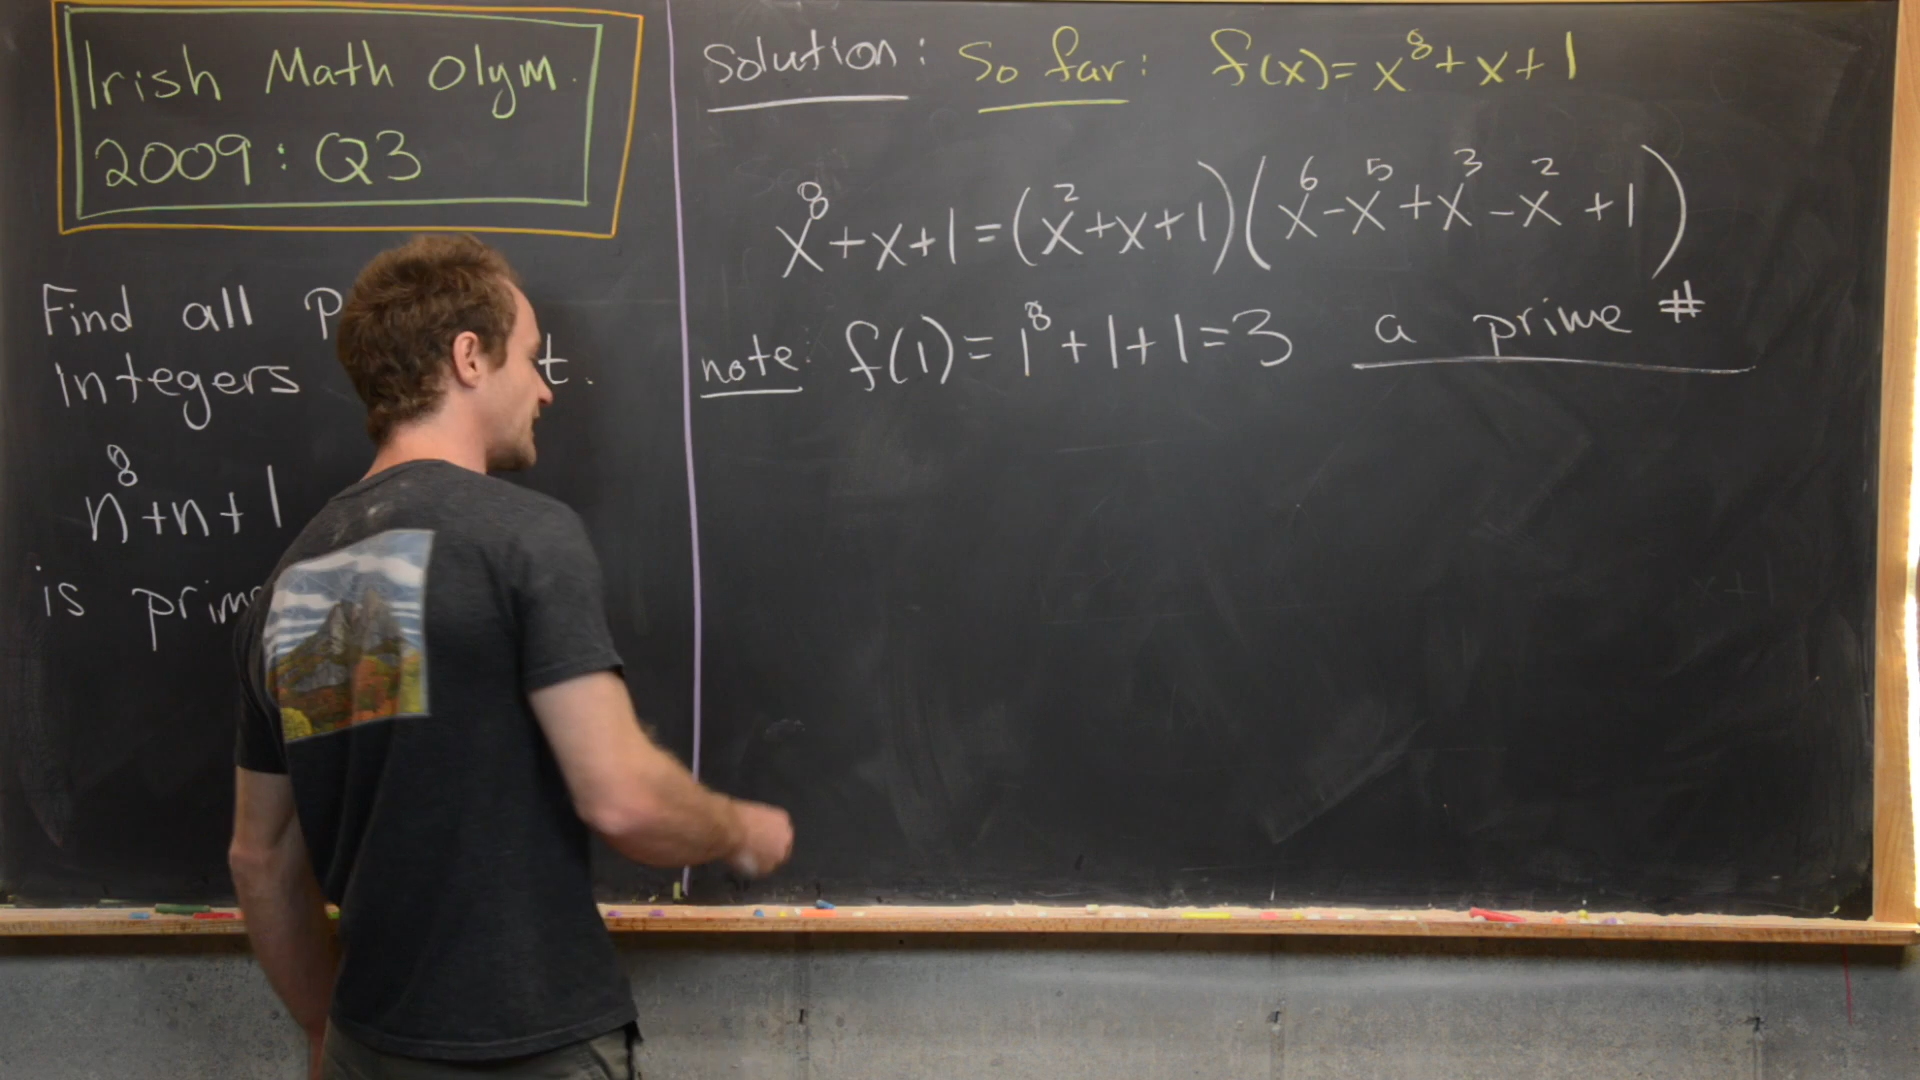 Irish Math Olym.
2009: Q3
Find all
integers t.
n⁸+n+1
is
Solution: So far: f(x)= x⁸+x+1
x⁸+x+1=(x²+x+1)(x⁶-x⁵+x³-x²+1)
note: f(1)= 1⁸+1+1=3 a prime #